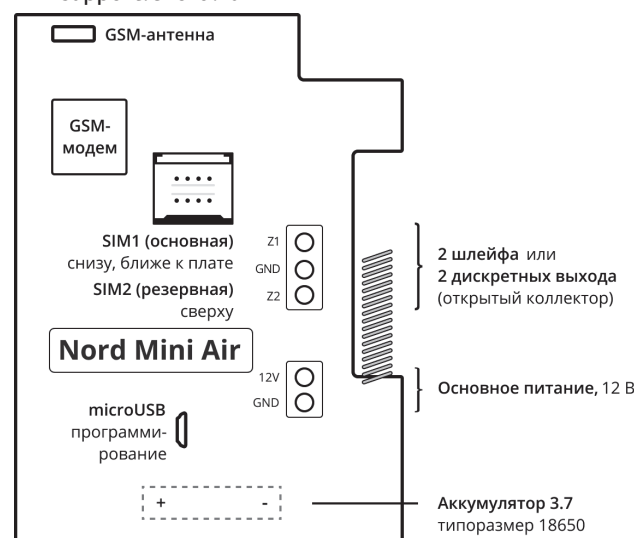 GSM-антенна
GSM-
модем
SIM1 (основная)
снизу, ближе к плате
SIM2 (резервная)
сверху
Z1
GND
Z2
2 шлейфа или
2 дискретных выхода
(открытый коллектор)
Nord Mini Air
12V
GND
Основное питание, 12 В
microUSB
программи-
рование
+ -
Аккумулятор 3.7
типоразмер 18650